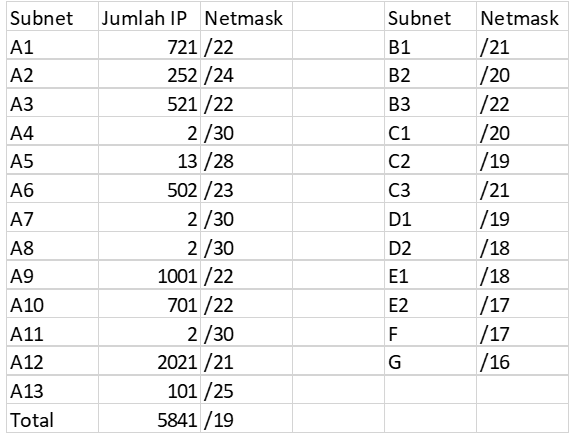 Subnet Jumlah IP Netmask Subnet Netmask
A1 721 /22 B1 /21
A2 252 /24 B2 /20
A3 521 /22 B3 /22
A4 2 /30 C1 /20
A5 13 /28 C2 /19
A6 502 /23 C3 /21
A7 2 /30 D1 /19
A8 2 /30 D2 /18
A9 1001 /22 E1 /18
A10 701 /22 E2 /17
A11 2 /30 F /17
A12 2021 /21 G /16
A13 101 /25
Total 5841 /19